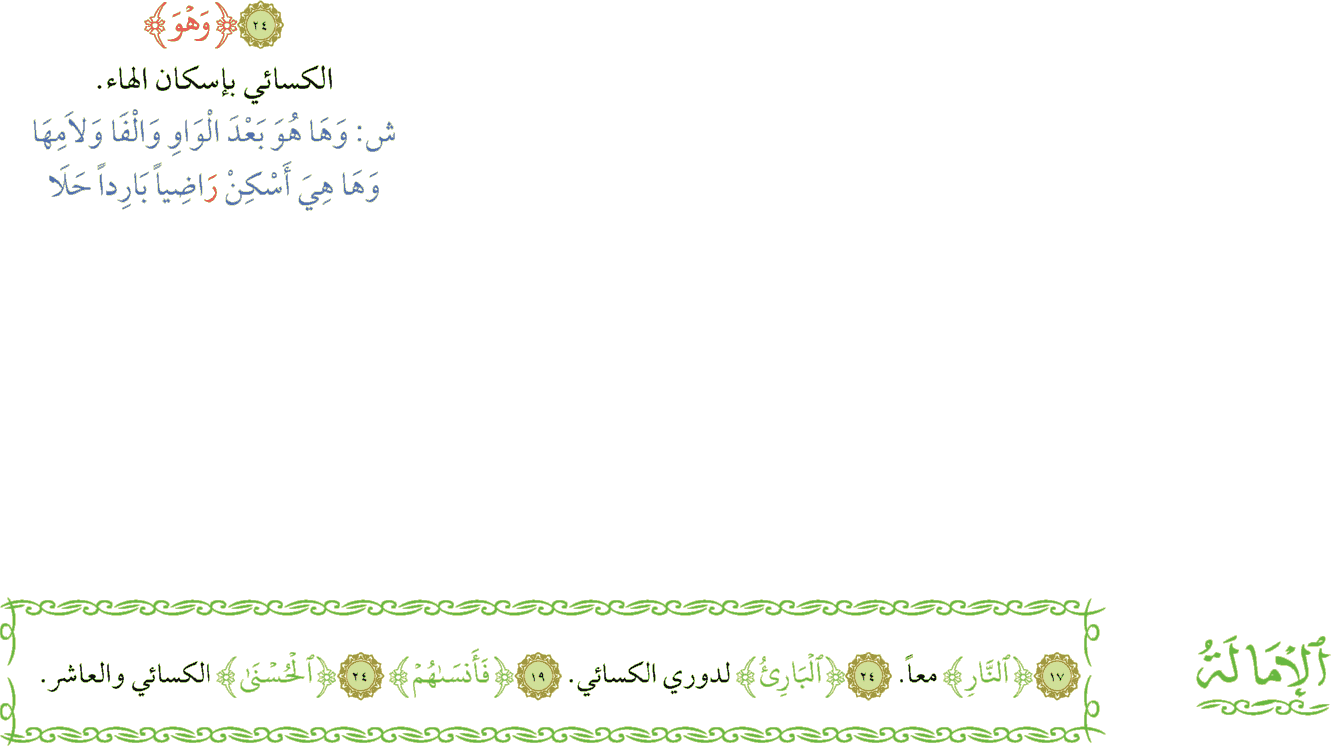 ٢٤ ﴿وَهْوَ﴾
الكسائي بإسكان الهاء.
ش: وَهَا هُوَ بَعْدَ الْوَاوِ وَالْفَا وَلاَمِهَا
وَهَا هِيَ أَسْكِنْ رَاضِياً بَارِداً حَلَا
ٱلْإِمَالَةُ
١٧ ﴿ٱلنَّارِ﴾ معاً. ٢٤ ﴿ٱلْبَارِئُ﴾ لدوري الكسائي. ١٩ ﴿فَأَنسَىٰهُمْ﴾ ٢٤ ﴿ٱلْحُسْنَىٰ﴾ الكسائي والعاشر.